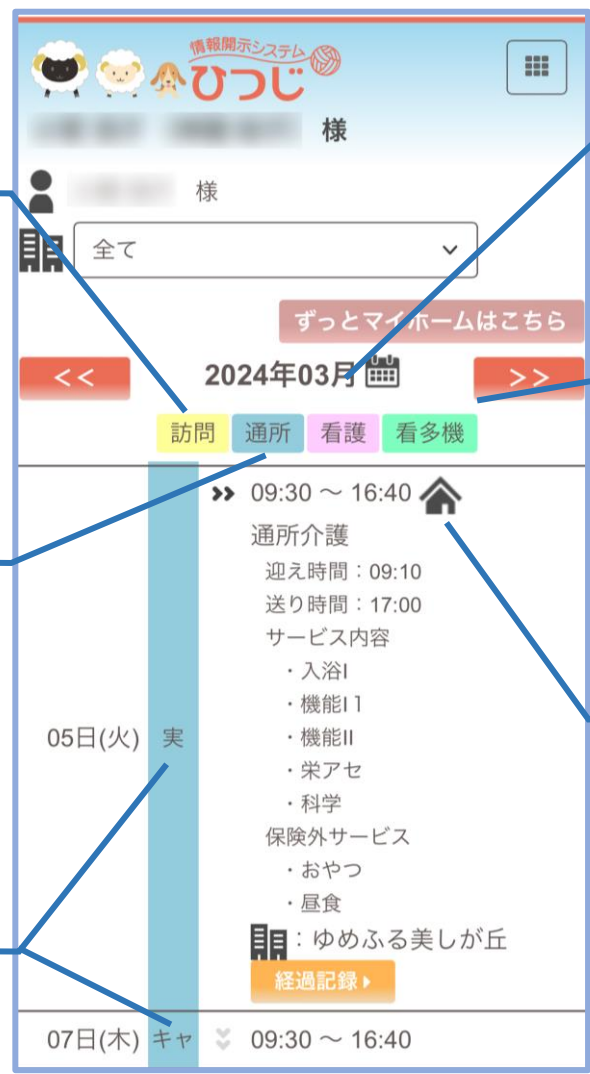 情報開示システム
ひつじ
様
様
全て
ずっとマイホームはこちら
<< 2024年03月 >>
訪問 通所 看護 看多機
09:30 ～ 16:40
通所介護
迎え時間：09:10
送り時間：17:00
サービス内容
・入浴I
・機能I1
・機能II
・栄アセ
・科学
保険外サービス
・おやつ
・昼食
05日(火) 実
：ゆめふる美しが丘
経過記録
07日(木) キャ 09:30 ～ 16:40